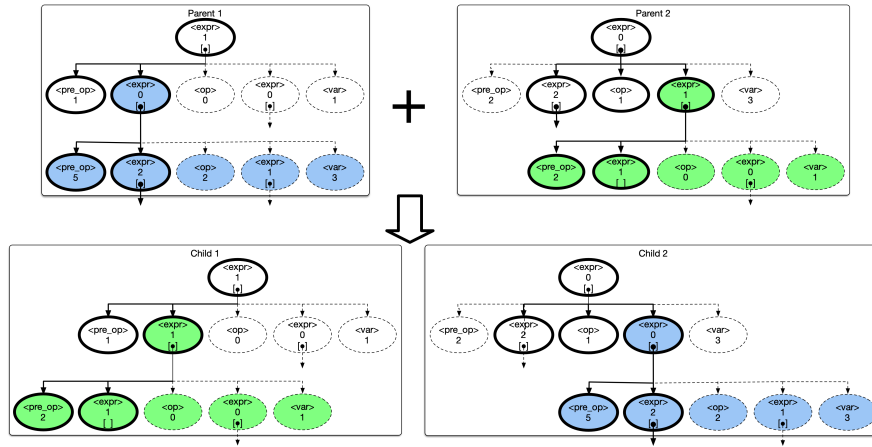 Parent 1
<expr>
1
[ ]
<pre_op>
1
<expr>
0
[ ]
<op>
0
<expr>
0
[ ]
<var>
1
<pre_op>
5
<expr>
2
[ ]
<op>
2
<expr>
1
[ ]
<var>
3
+
Parent 2
<expr>
0
[ ]
<pre_op>
2
<expr>
2
[ ]
<op>
1
<expr>
1
[ ]
<var>
3
<pre_op>
2
<expr>
1
[ ]
<op>
0
<expr>
0
[ ]
<var>
1
Child 1
<expr>
1
[ ]
<pre_op>
1
<expr>
1
[ ]
<op>
0
<expr>
0
[ ]
<var>
1
<pre_op>
2
<expr>
1
[ ]
<op>
0
<expr>
0
[ ]
<var>
1
Child 2
<expr>
0
[ ]
<pre_op>
2
<expr>
2
[ ]
<op>
1
<expr>
0
[ ]
<var>
3
<pre_op>
5
<expr>
2
[ ]
<op>
2
<expr>
1
[ ]
<var>
3